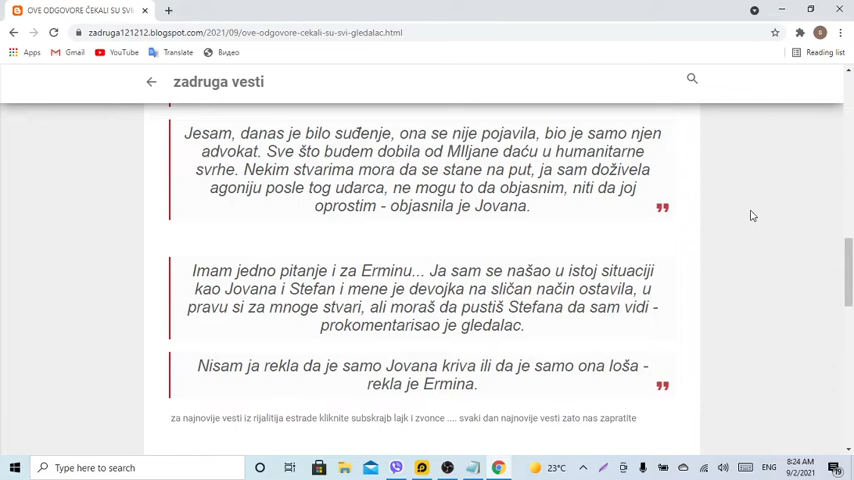 OVE ODGOVORE ČEKALI SU SVI
zadruga121212.blogspot.com/2021/09/ove-odgovore-cekali-su-svi-gledalac.html
Apps Gmail YouTube Translate Видео Reading list
zadruga vesti
Jesam, danas je bilo suđenje, ona se nije pojavila, bio je samo njen
advokat. Sve što budem dobila od MIljane daću u humanitarne
svrhe. Nekim stvarima mora da se stane na put, ja sam doživela
agoniju posle tog udarca, ne mogu to da objasnim, niti da joj
oprostim - objasnila je Jovana.
Imam jedno pitanje i za Erminu... Ja sam se našao u istoj situaciji
kao Jovana i Stefan i mene je devojka na sličan način ostavila, u
pravu si za mnoge stvari, ali moraš da pustiš Stefana da sam vidi -
prokomentarisao je gledalac.
Nisam ja rekla da je samo Jovana kriva ili da je samo ona loša -
rekla je Ermina.
za najnovije vesti iz rijalitija estrade kliknite subskrajb lajk i zvonce .... svaki dan najnovije vesti zato nas zapratite
Type here to search
23°C
ENG
8:24 AM
9/2/2021
19